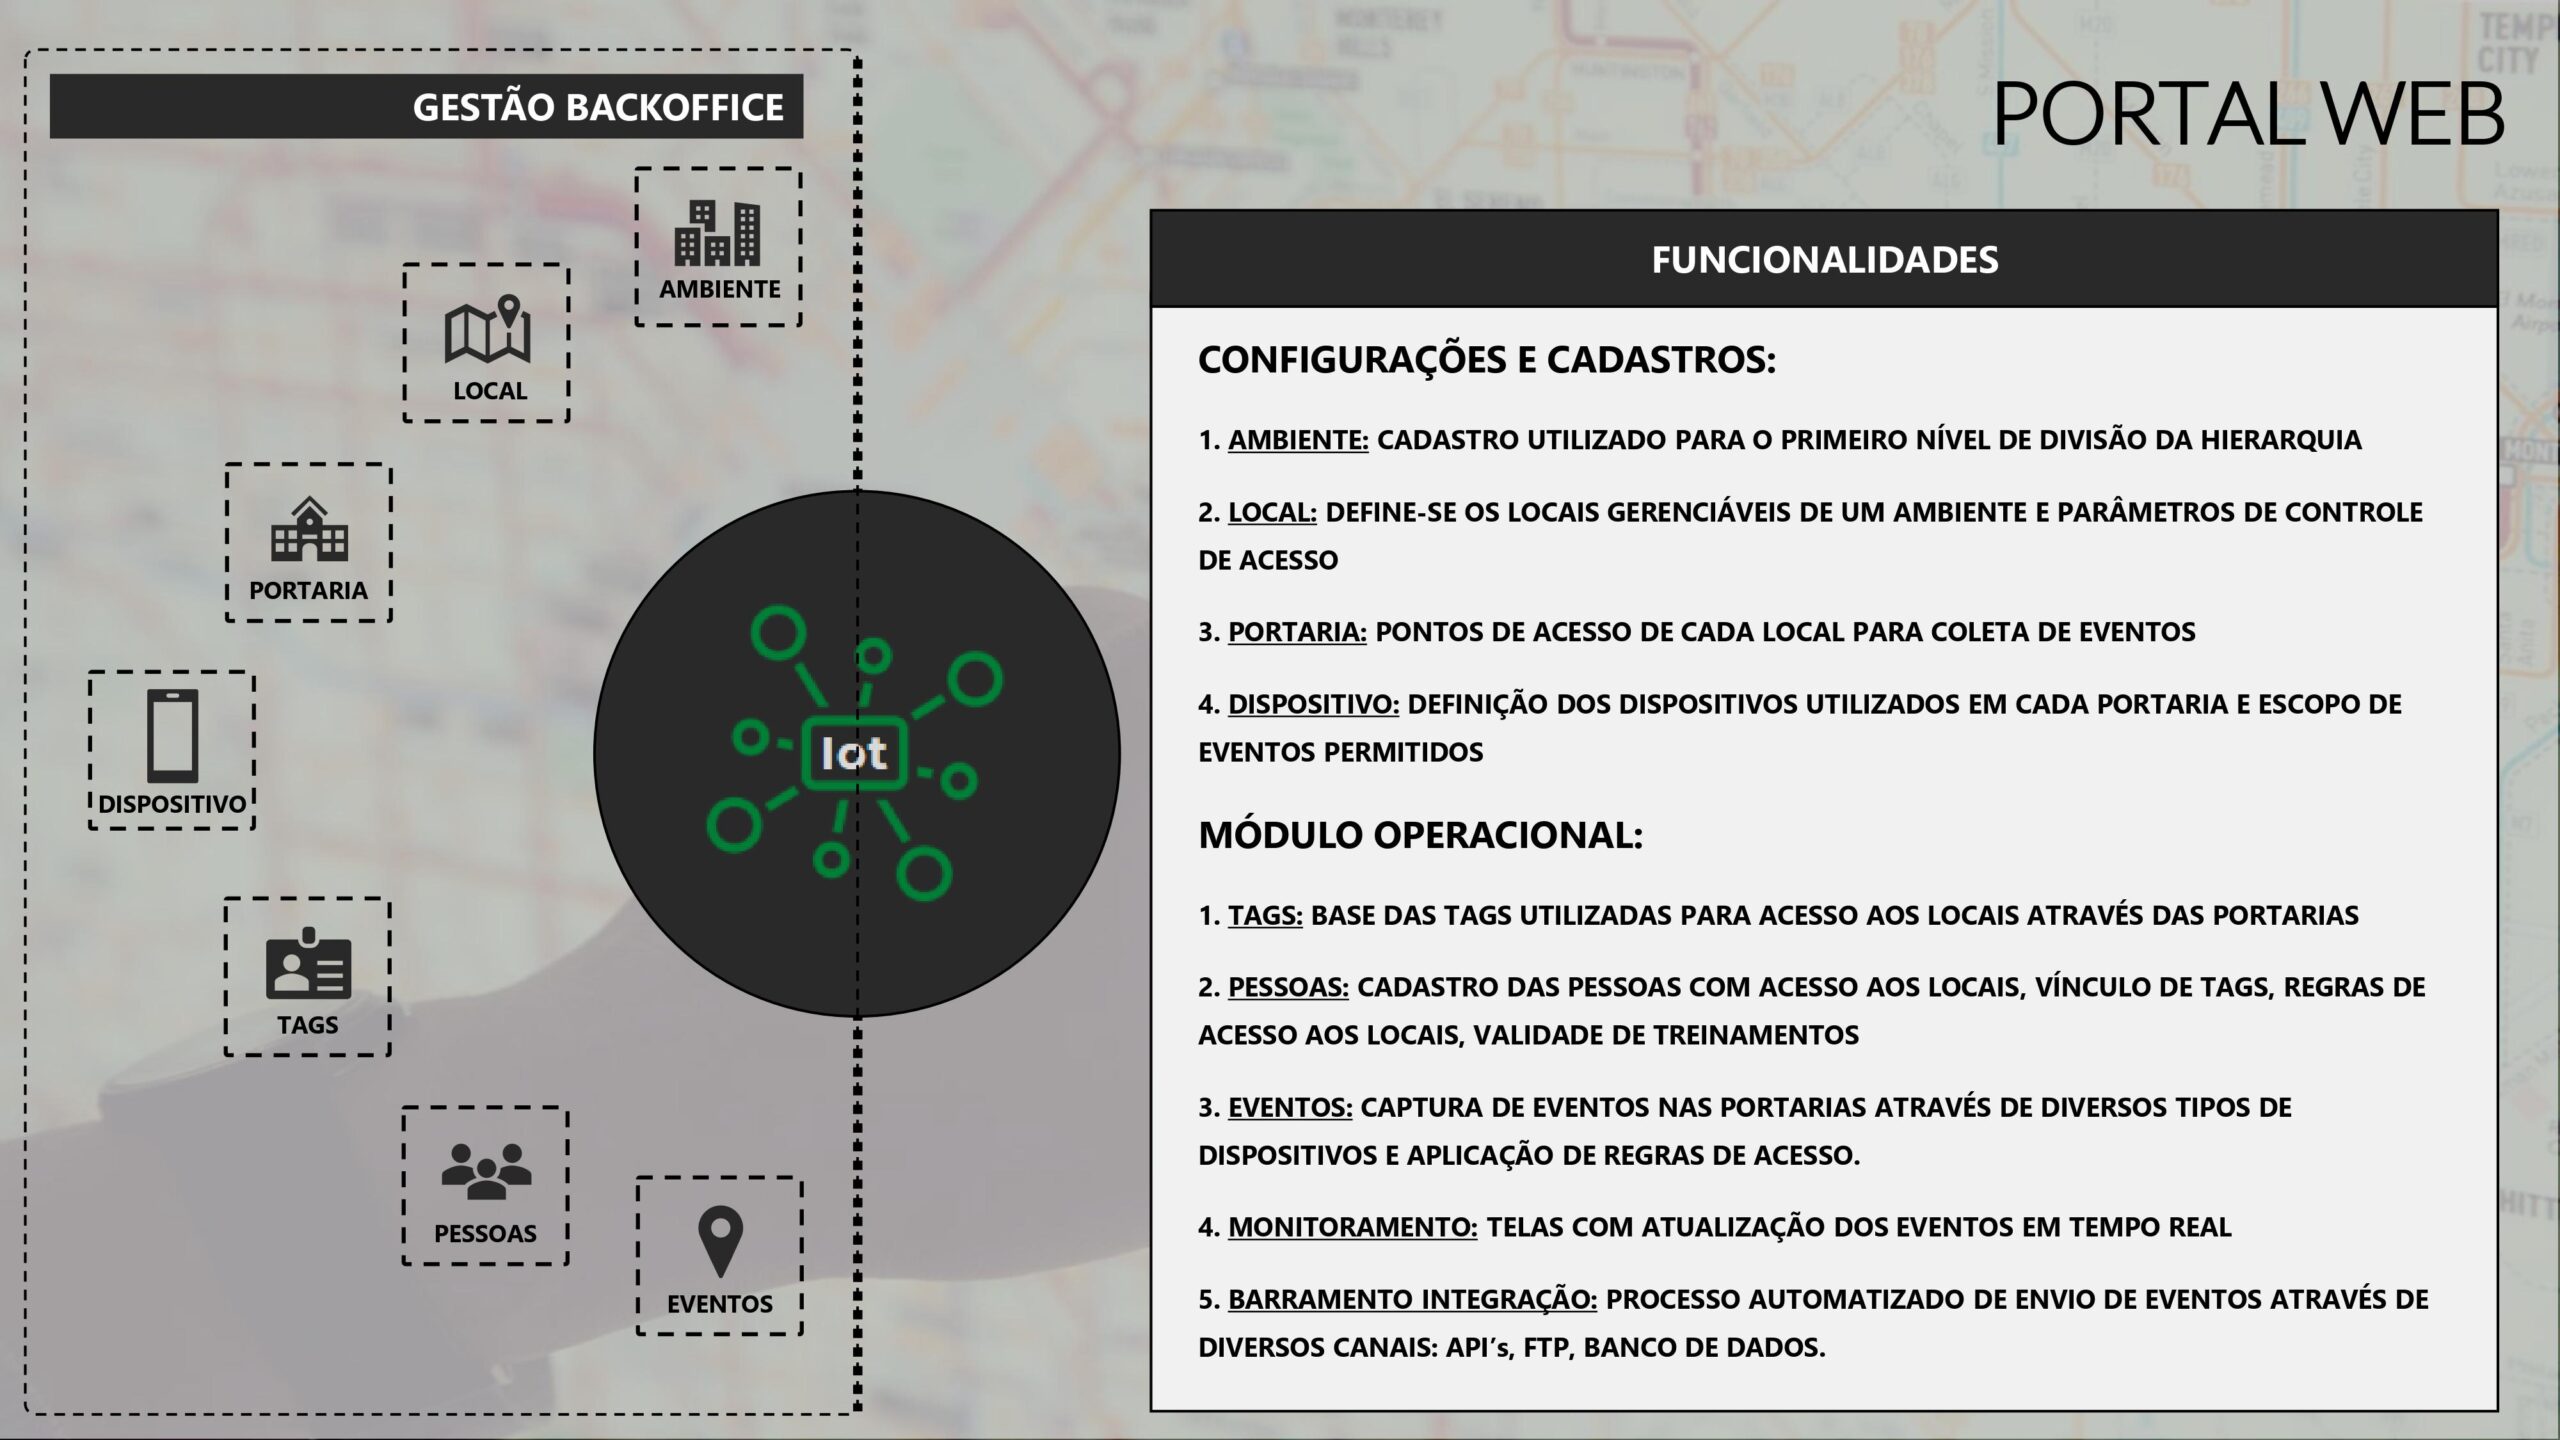 GESTÃO BACKOFFICE
PORTAL WEB
AMBIENTE
LOCAL
PORTARIA
DISPOSITIVO
TAGS
PESSOAS
EVENTOS
Iot
FUNCIONALIDADES
CONFIGURAÇÕES E CADASTROS:
1. AMBIENTE: CADASTRO UTILIZADO PARA O PRIMEIRO NÍVEL DE DIVISÃO DA HIERARQUIA
2. LOCAL: DEFINE-SE OS LOCAIS GERENCIÁVEIS DE UM AMBIENTE E PARÂMETROS DE CONTROLE
DE ACESSO
3. PORTARIA: PONTOS DE ACESSO DE CADA LOCAL PARA COLETA DE EVENTOS
4. DISPOSITIVO: DEFINIÇÃO DOS DISPOSITIVOS UTILIZADOS EM CADA PORTARIA E ESCOPO DE
EVENTOS PERMITIDOS
MÓDULO OPERACIONAL:
1. TAGS: BASE DAS TAGS UTILIZADAS PARA ACESSO AOS LOCAIS ATRAVÉS DAS PORTARIAS
2. PESSOAS: CADASTRO DAS PESSOAS COM ACESSO AOS LOCAIS, VÍNCULO DE TAGS, REGRAS DE
ACESSO AOS LOCAIS, VALIDADE DE TREINAMENTOS
3. EVENTOS: CAPTURA DE EVENTOS NAS PORTARIAS ATRAVÉS DE DIVERSOS TIPOS DE
DISPOSITIVOS E APLICAÇÃO DE REGRAS DE ACESSO.
4. MONITORAMENTO: TELAS COM ATUALIZAÇÃO DOS EVENTOS EM TEMPO REAL
5. BARRAMENTO INTEGRAÇÃO: PROCESSO AUTOMATIZADO DE ENVIO DE EVENTOS ATRAVÉS DE
DIVERSOS CANAIS: API’s, FTP, BANCO DE DADOS.
MONTEREY
HUNTINGTON
CITY